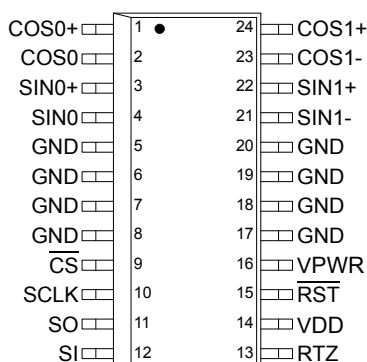 COS0+ 1 24 COS1+
COS0 2 23 COS1-
SIN0+ 3 22 SIN1+
SIN0 4 21 SIN1-
GND 5 20 GND
GND 6 19 GND
GND 7 18 GND
GND 8 17 GND
CS 9 16 VPWR
SCLK 10 15 RST
SO 11 14 VDD
SI 12 13 RTZ